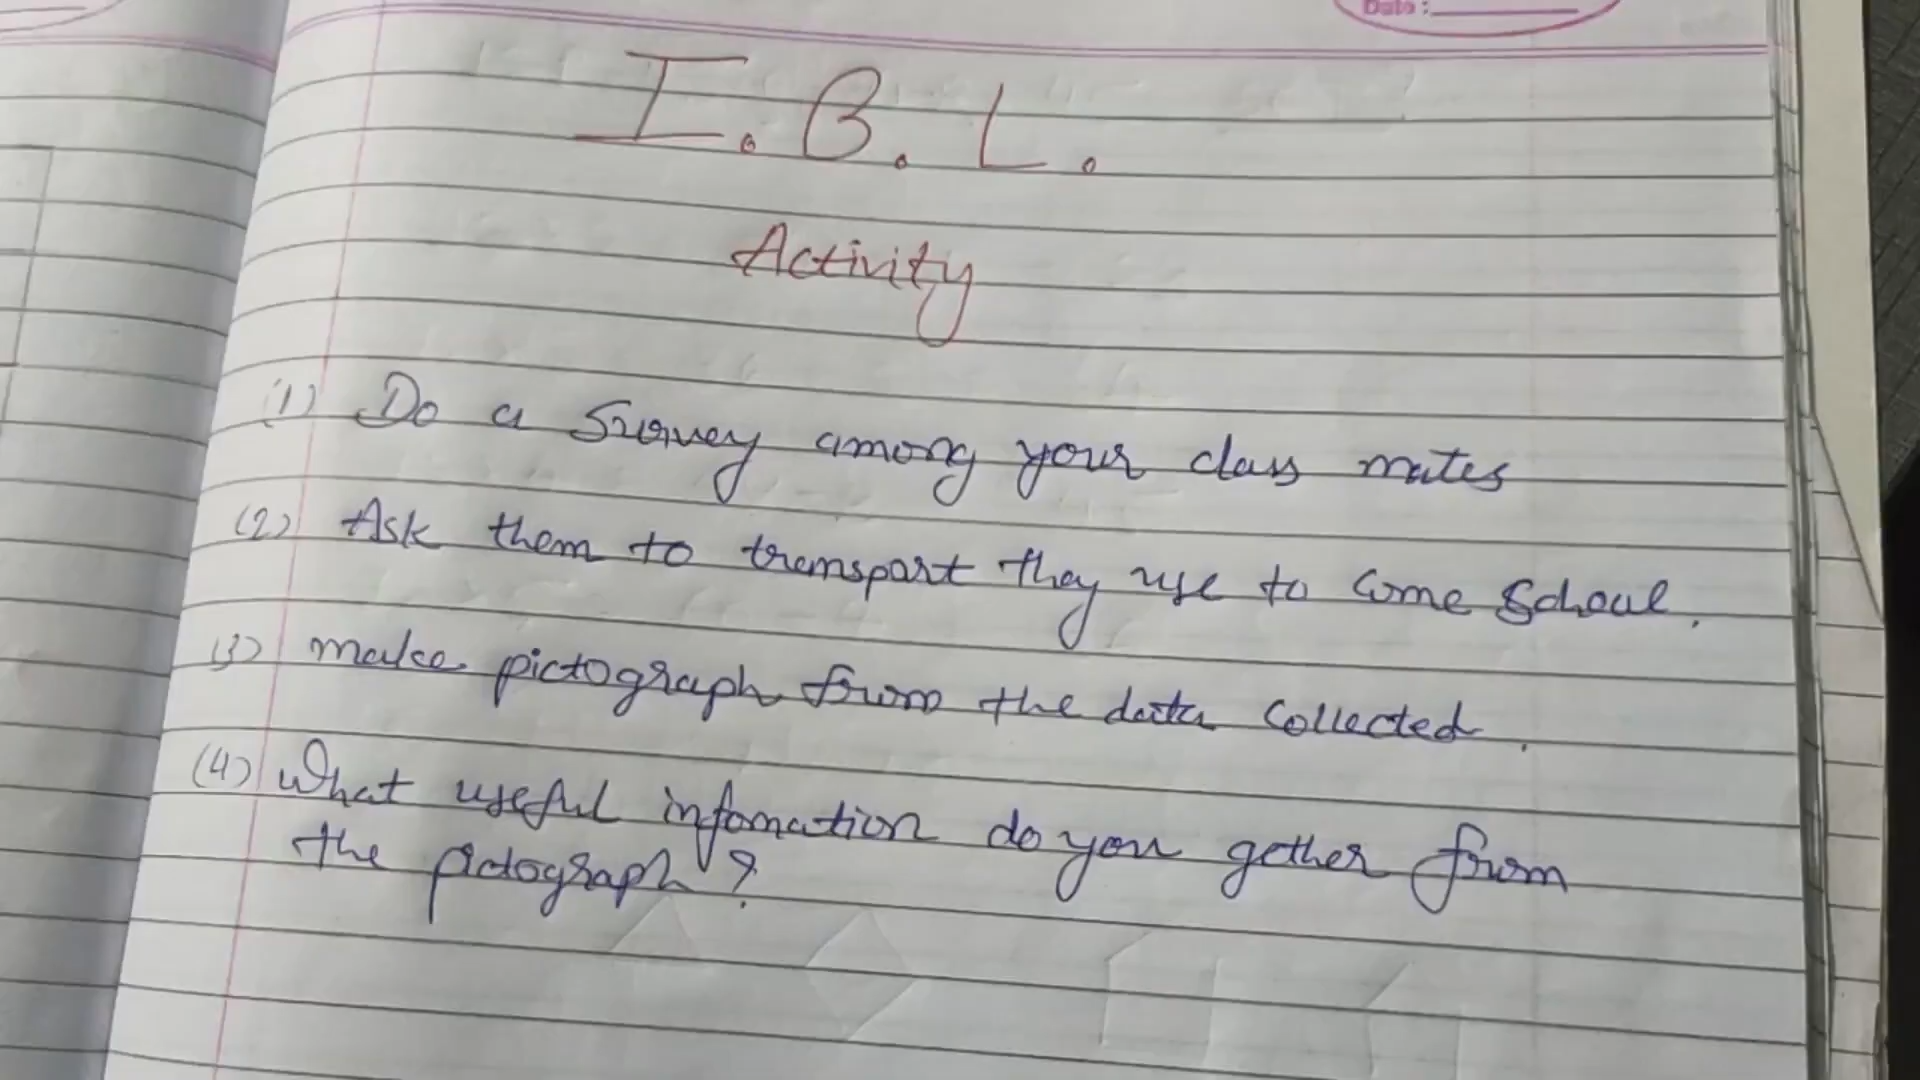 Date :
I. B. L.
Activity
(1) Do a Survey among your class mates
(2) Ask them to transport they use to come school.
(3) make pictograph from the data collected.
(4) What useful infomation do you gether from
the pictograph ?